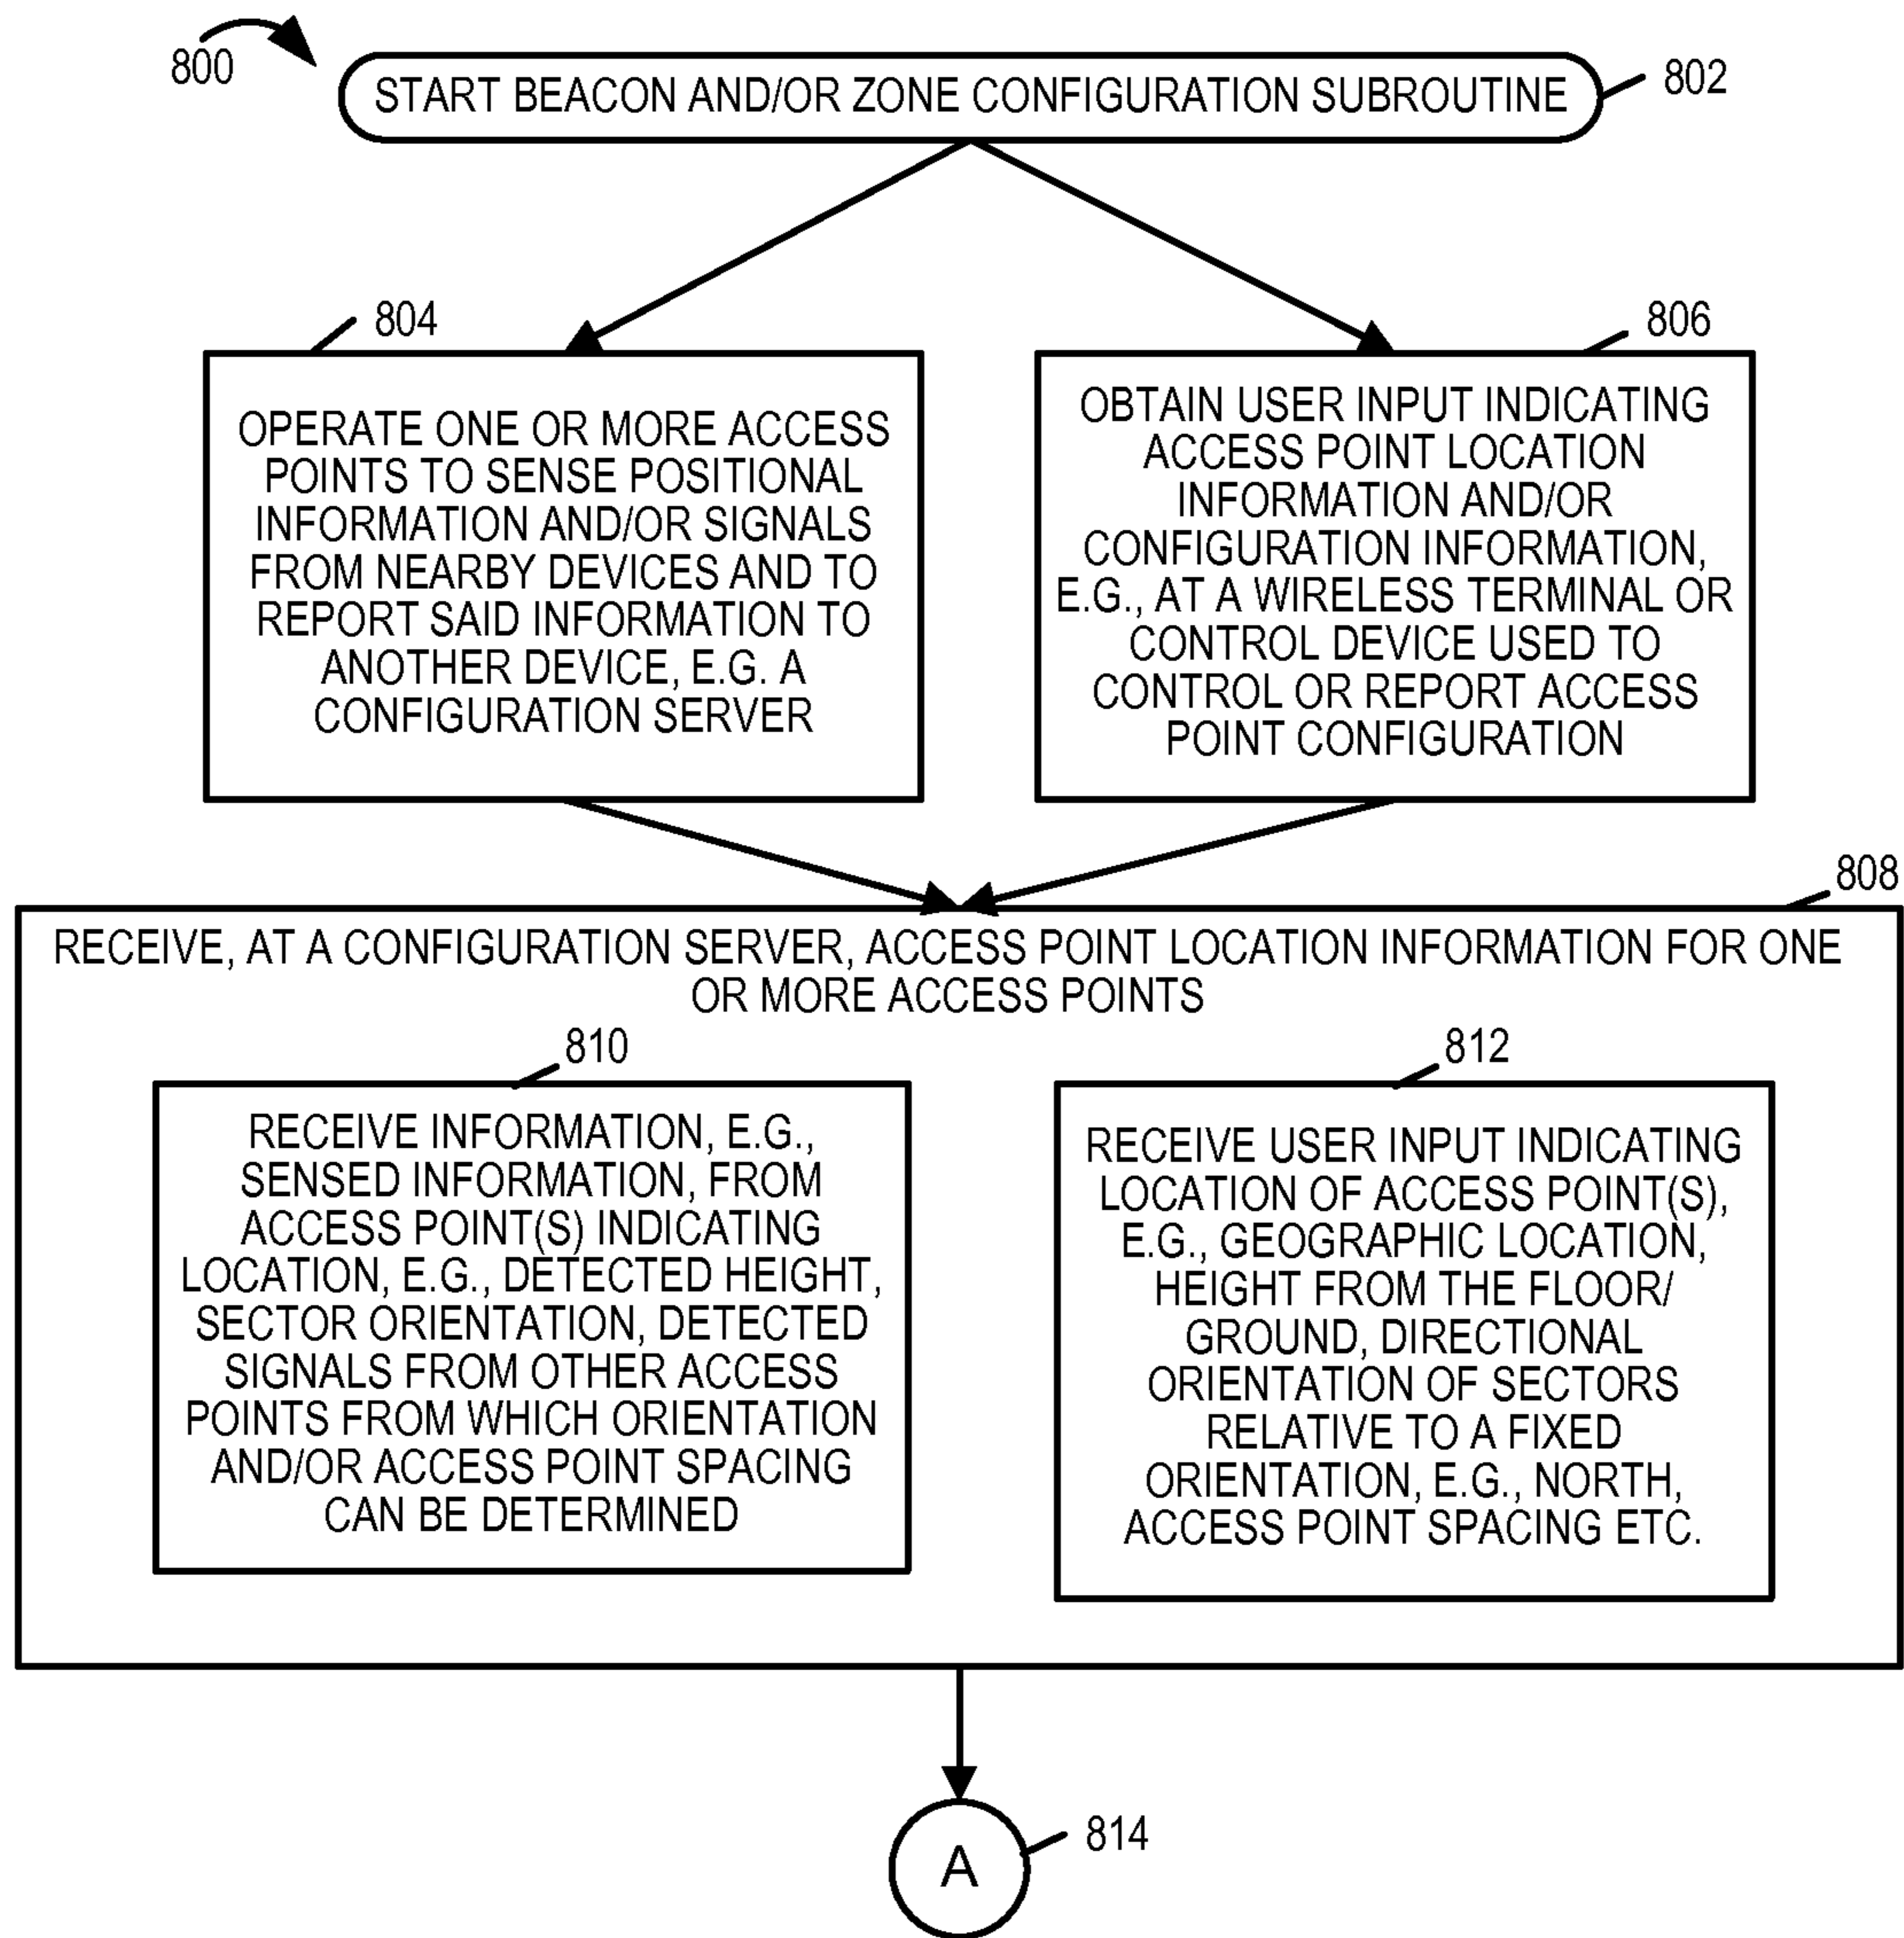 800
START BEACON AND/OR ZONE CONFIGURATION SUBROUTINE
802
804
OPERATE ONE OR MORE ACCESS
POINTS TO SENSE POSITIONAL
INFORMATION AND/OR SIGNALS
FROM NEARBY DEVICES AND TO
REPORT SAID INFORMATION TO
ANOTHER DEVICE, E.G. A
CONFIGURATION SERVER
806
OBTAIN USER INPUT INDICATING
ACCESS POINT LOCATION
INFORMATION AND/OR
CONFIGURATION INFORMATION,
E.G., AT A WIRELESS TERMINAL OR
CONTROL DEVICE USED TO
CONTROL OR REPORT ACCESS
POINT CONFIGURATION
808
RECEIVE, AT A CONFIGURATION SERVER, ACCESS POINT LOCATION INFORMATION FOR ONE
OR MORE ACCESS POINTS
810
RECEIVE INFORMATION, E.G.,
SENSED INFORMATION, FROM
ACCESS POINT(S) INDICATING
LOCATION, E.G., DETECTED HEIGHT,
SECTOR ORIENTATION, DETECTED
SIGNALS FROM OTHER ACCESS
POINTS FROM WHICH ORIENTATION
AND/OR ACCESS POINT SPACING
CAN BE DETERMINED
812
RECEIVE USER INPUT INDICATING
LOCATION OF ACCESS POINT(S),
E.G., GEOGRAPHIC LOCATION,
HEIGHT FROM THE FLOOR/
GROUND, DIRECTIONAL
ORIENTATION OF SECTORS
RELATIVE TO A FIXED
ORIENTATION, E.G., NORTH,
ACCESS POINT SPACING ETC.
A
814